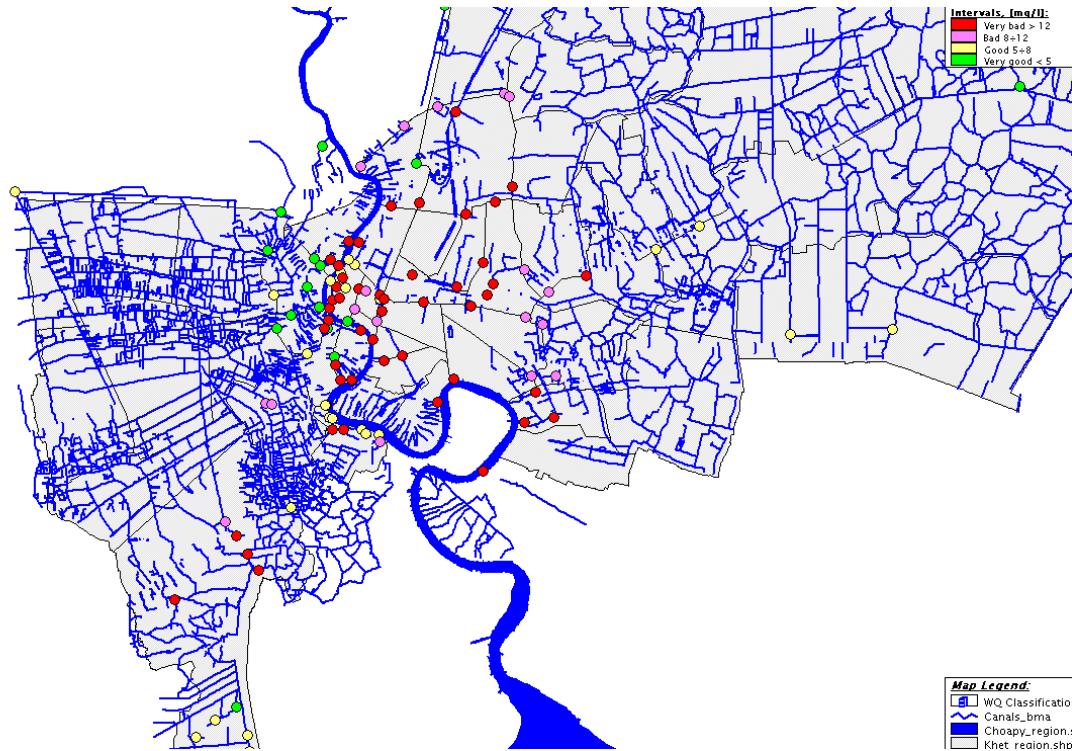 Intervals, [mg/l]:
Very bad > 12
Bad 8÷12
Good 5÷8
Very good < 5
Map Legend:
WQ Classificatio
Canals_bma
Choapy_region.s
Khet_region.shp